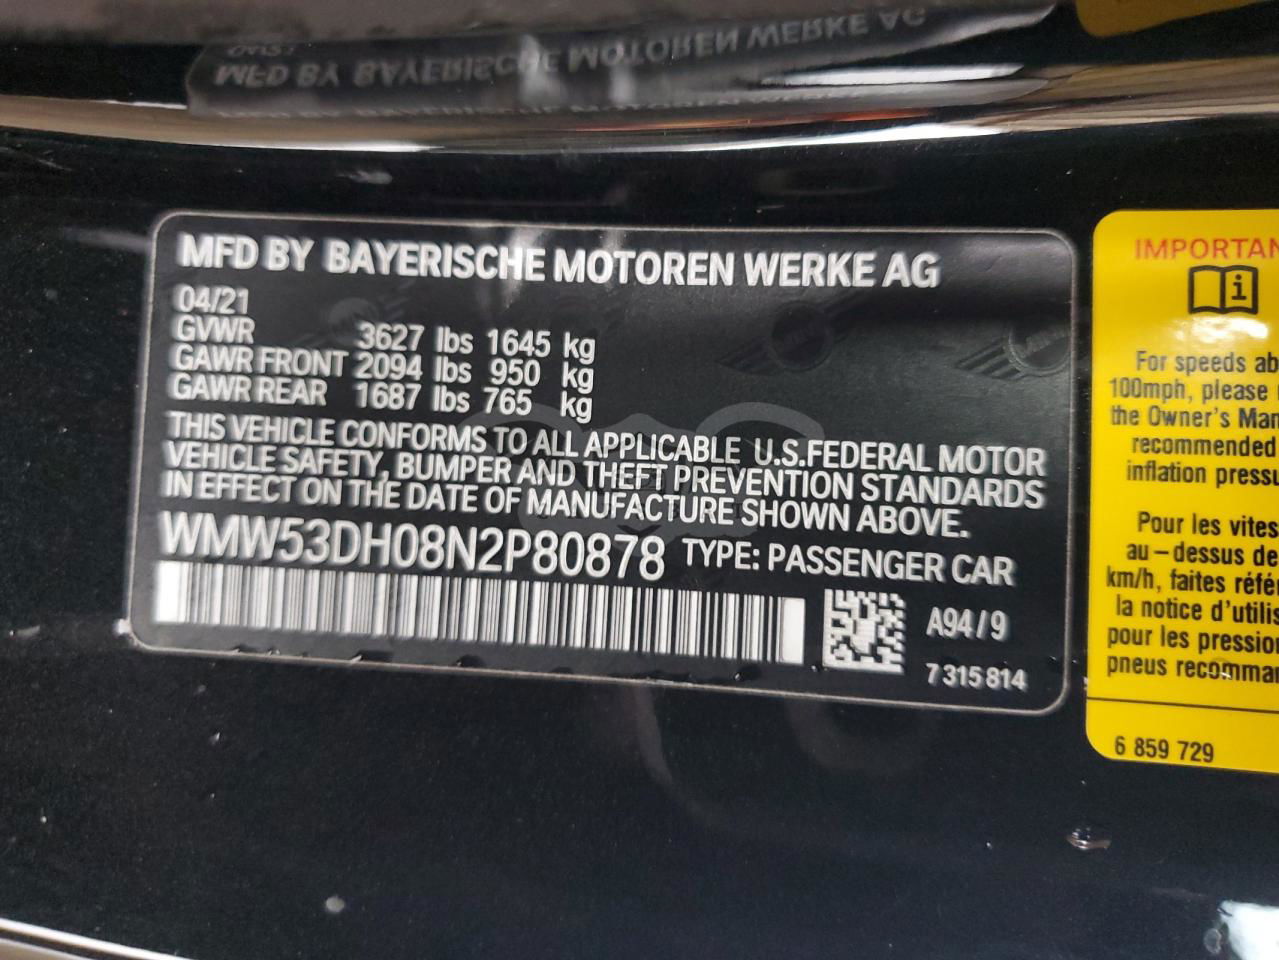 MFD BY BAYERISCHE MOTOREN WERKE AG
MFD BY BAYERISCHE MOTOREN WERKE AG
04/21
GVWR 3627 lbs 1645 kg
GAWR FRONT 2094 lbs 950 kg
GAWR REAR 1687 lbs 765 kg
THIS VEHICLE CONFORMS TO ALL APPLICABLE U.S.FEDERAL MOTOR
VEHICLE SAFETY, BUMPER AND THEFT PREVENTION STANDARDS
IN EFFECT ON THE DATE OF MANUFACTURE SHOWN ABOVE.
WMW53DH08N2P80878 TYPE: PASSENGER CAR
A94/9
7 315 814
IMPORTAN
For speeds ab
100mph, please
the Owner's Man
recommended
inflation pressu
Pour les vites
au-dessus de
km/h, faites référ
la notice d'utilis
pour les pression
pneus recomman
6 859 729